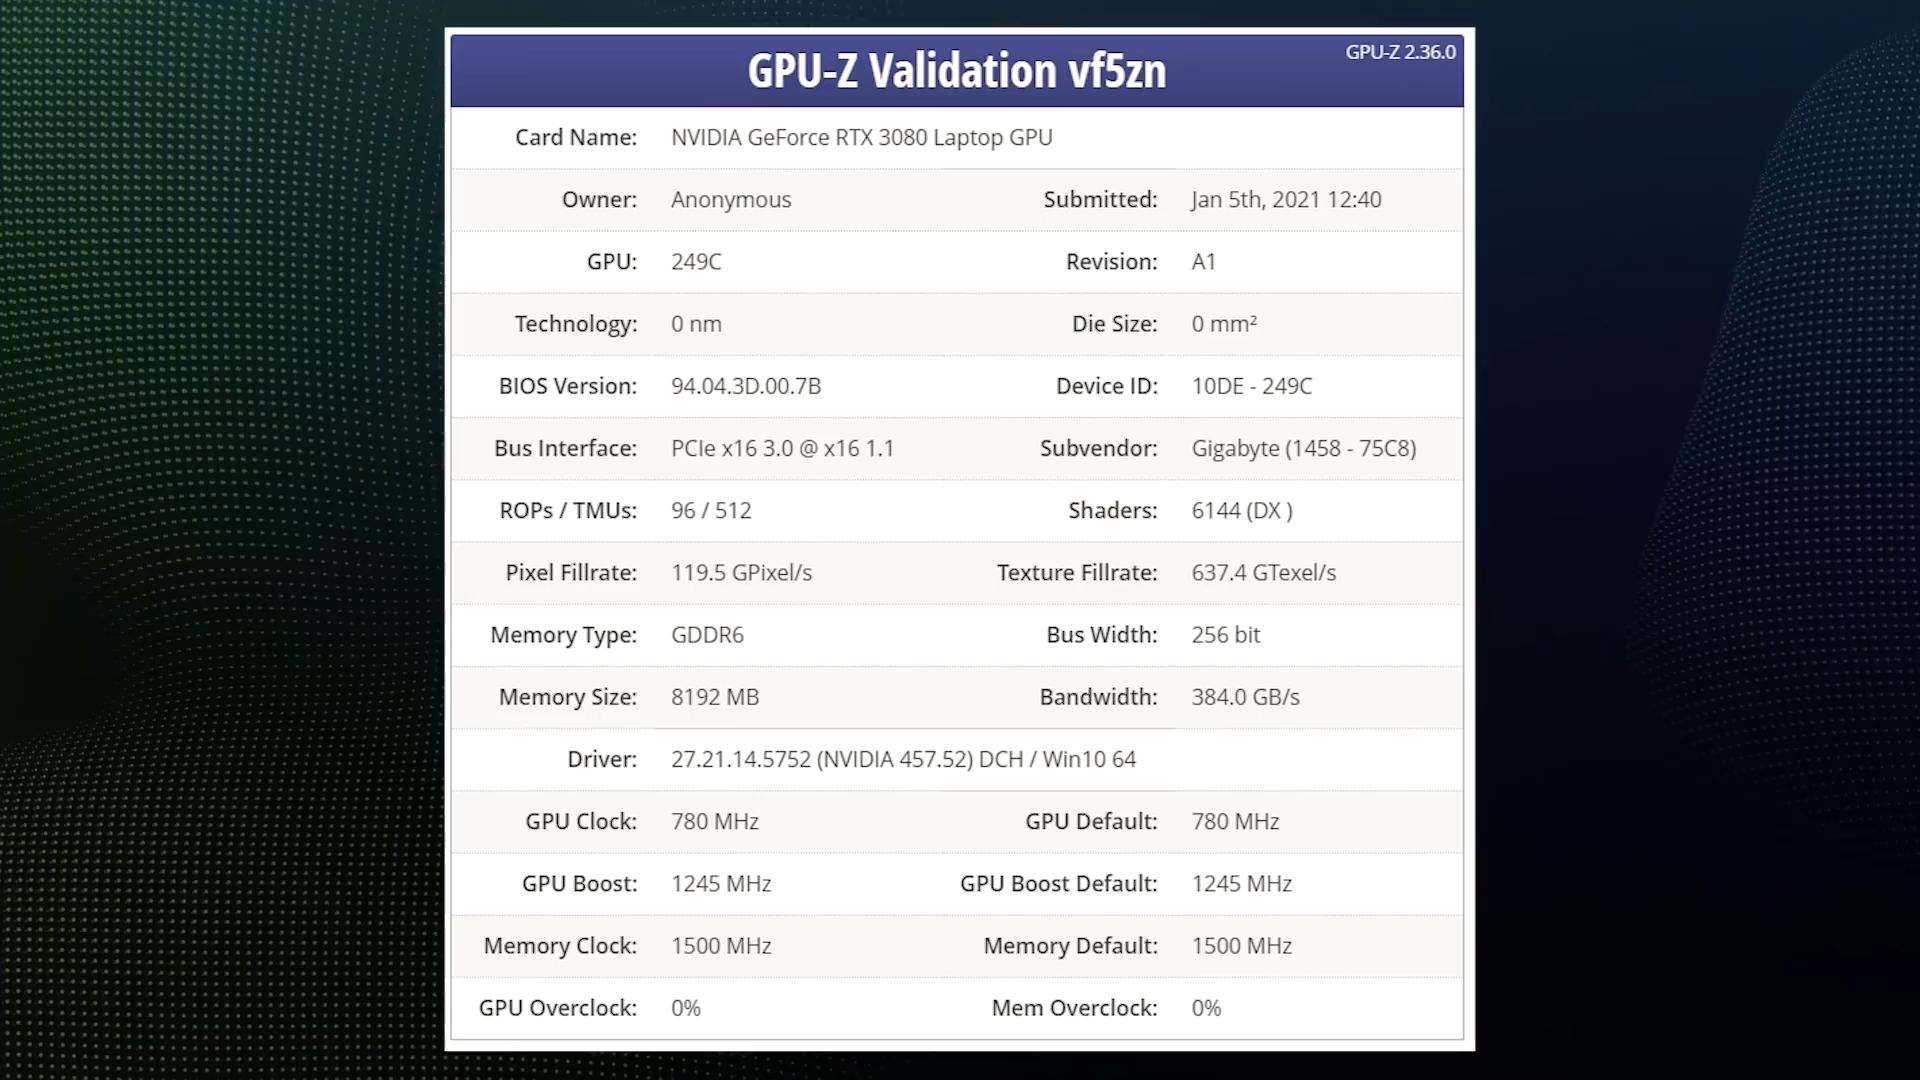 GPU-Z Validation vf5zn
GPU-Z 2.36.0
Card Name: NVIDIA GeForce RTX 3080 Laptop GPU
Owner: Anonymous Submitted: Jan 5th, 2021 12:40
GPU: 249C Revision: A1
Technology: 0 nm Die Size: 0 mm²
BIOS Version: 94.04.3D.00.7B Device ID: 10DE - 249C
Bus Interface: PCIe x16 3.0 @ x16 1.1 Subvendor: Gigabyte (1458 - 75C8)
ROPs / TMUs: 96 / 512 Shaders: 6144 (DX )
Pixel Fillrate: 119.5 GPixel/s Texture Fillrate: 637.4 GTexel/s
Memory Type: GDDR6 Bus Width: 256 bit
Memory Size: 8192 MB Bandwidth: 384.0 GB/s
Driver: 27.21.14.5752 (NVIDIA 457.52) DCH / Win10 64
GPU Clock: 780 MHz GPU Default: 780 MHz
GPU Boost: 1245 MHz GPU Boost Default: 1245 MHz
Memory Clock: 1500 MHz Memory Default: 1500 MHz
GPU Overclock: 0% Mem Overclock: 0%